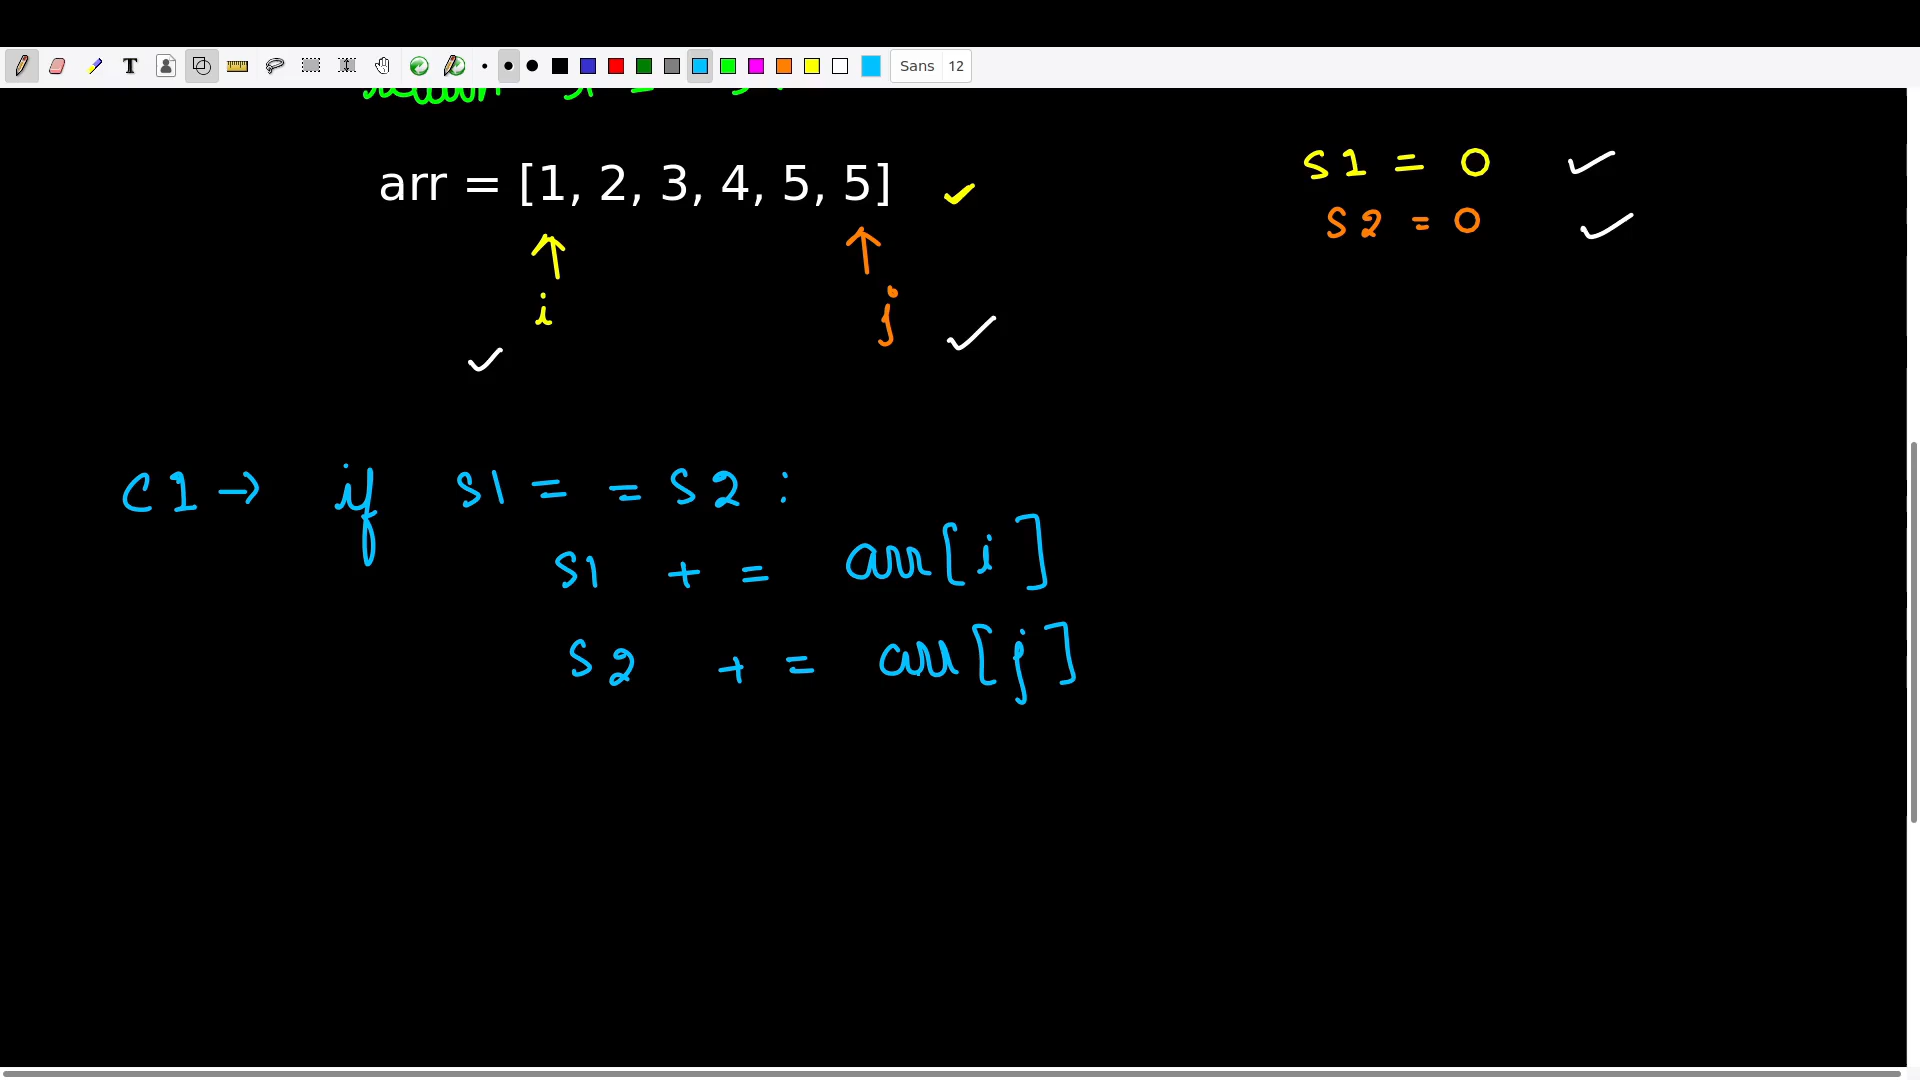 T Sans 12
arr = [1, 2, 3, 4, 5, 5]
s1 = 0
s2 = 0
i
j
C1 → if s1 = = s2 :
s1 + = arr[i]
s2 + = arr[j]